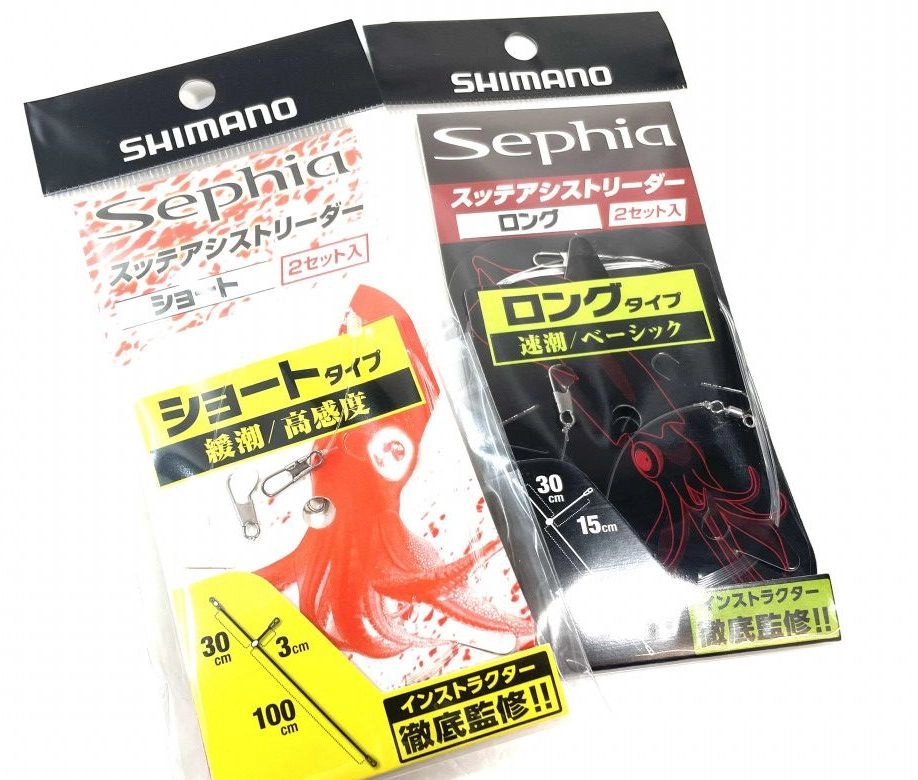 SHIMANO
Sephia
スッテアシストリーダー
ショート
2セット入
ショートタイプ
緩潮/高感度
30cm
3cm
100cm
インストラクター
徹底監修!!
SHIMANO
Sephia
スッテアシストリーダー
ロング
2セット入
ロングタイプ
速潮/ベーシック
30cm
15cm
インストラクター
徹底監修!!